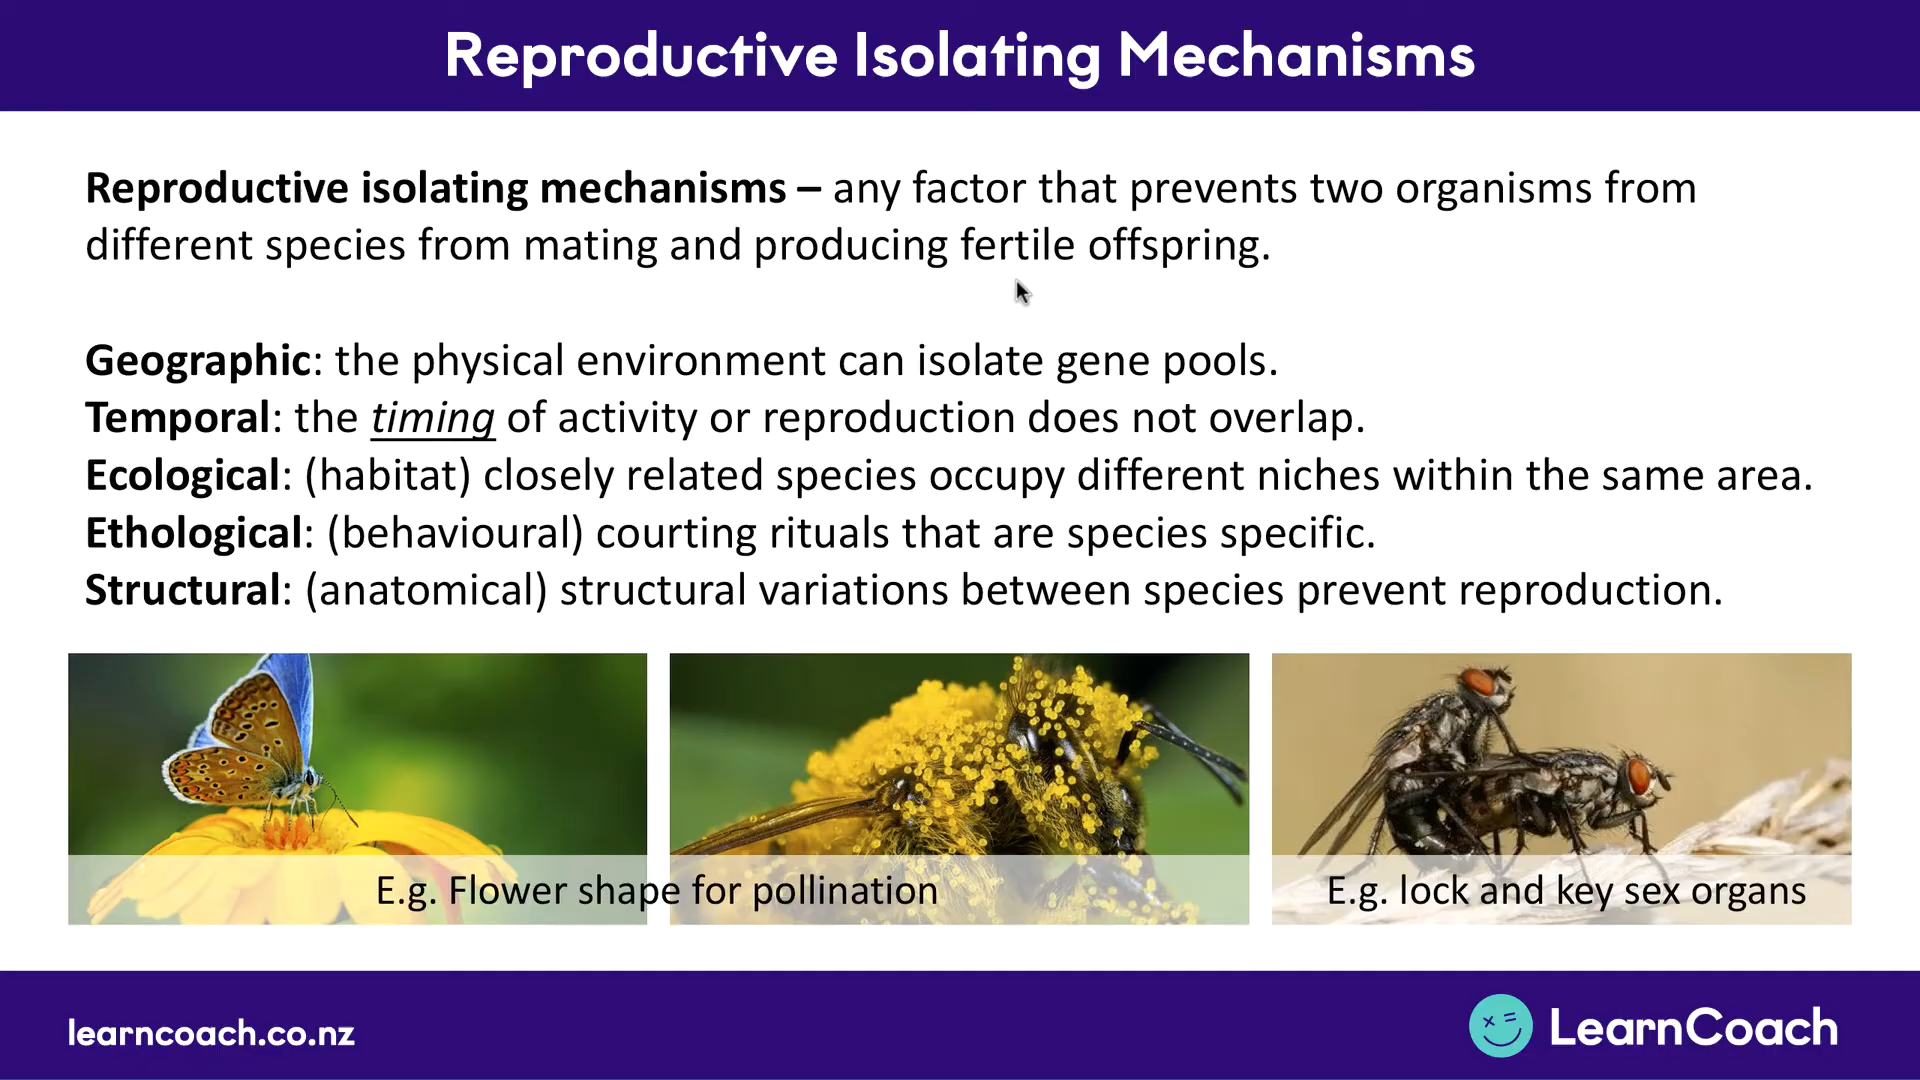 Reproductive Isolating Mechanisms
Reproductive isolating mechanisms – any factor that prevents two organisms from
different species from mating and producing fertile offspring.
Geographic: the physical environment can isolate gene pools.
Temporal: the timing of activity or reproduction does not overlap.
Ecological: (habitat) closely related species occupy different niches within the same area.
Ethological: (behavioural) courting rituals that are species specific.
Structural: (anatomical) structural variations between species prevent reproduction.
E.g. Flower shape for pollination
E.g. lock and key sex organs
learncoach.co.nz
LearnCoach